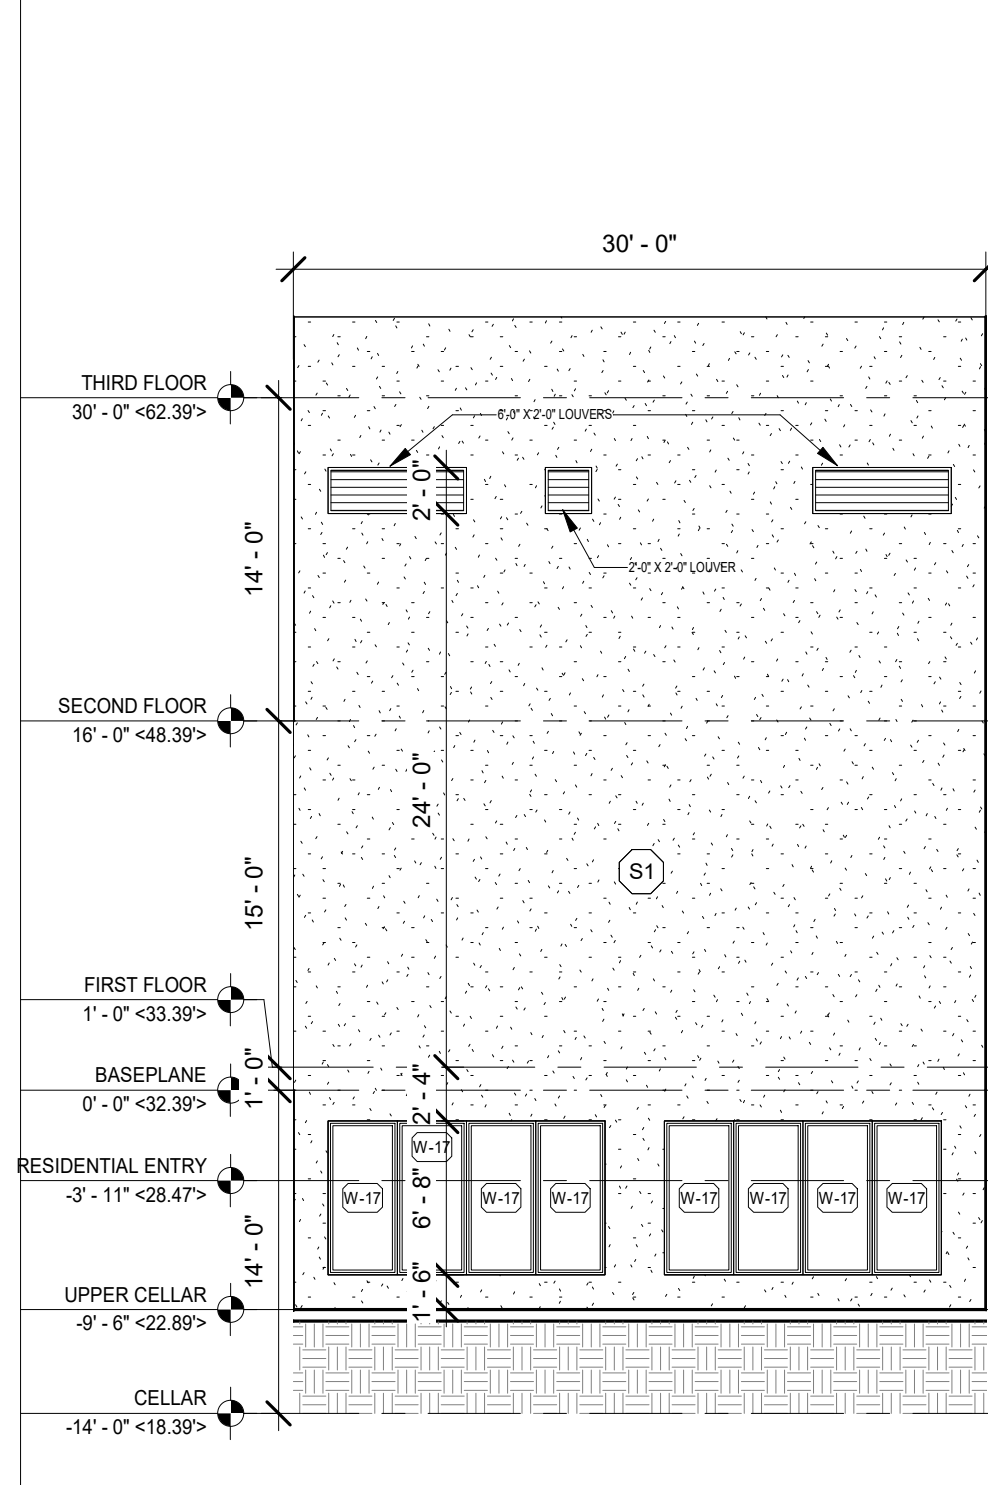 30' - 0"
THIRD FLOOR
30' - 0" <62.39'>
6'-0" X 2'-0" LOUVERS
2' - 0"
14' - 0"
2'-0" X 2'-0" LOUVER
SECOND FLOOR
16' - 0" <48.39'>
24' - 0"
15' - 0"
S1
FIRST FLOOR
1' - 0" <33.39'>
1' - 0"
BASEPLANE
0' - 0" <32.39'>
2' - 4"
W-17
RESIDENTIAL ENTRY
-3' - 11" <28.47'>
W-17 W-17 W-17 W-17 W-17 W-17 W-17
6' - 8"
14' - 0"
1' - 6"
UPPER CELLAR
-9' - 6" <22.89'>
CELLAR
-14' - 0" <18.39'>